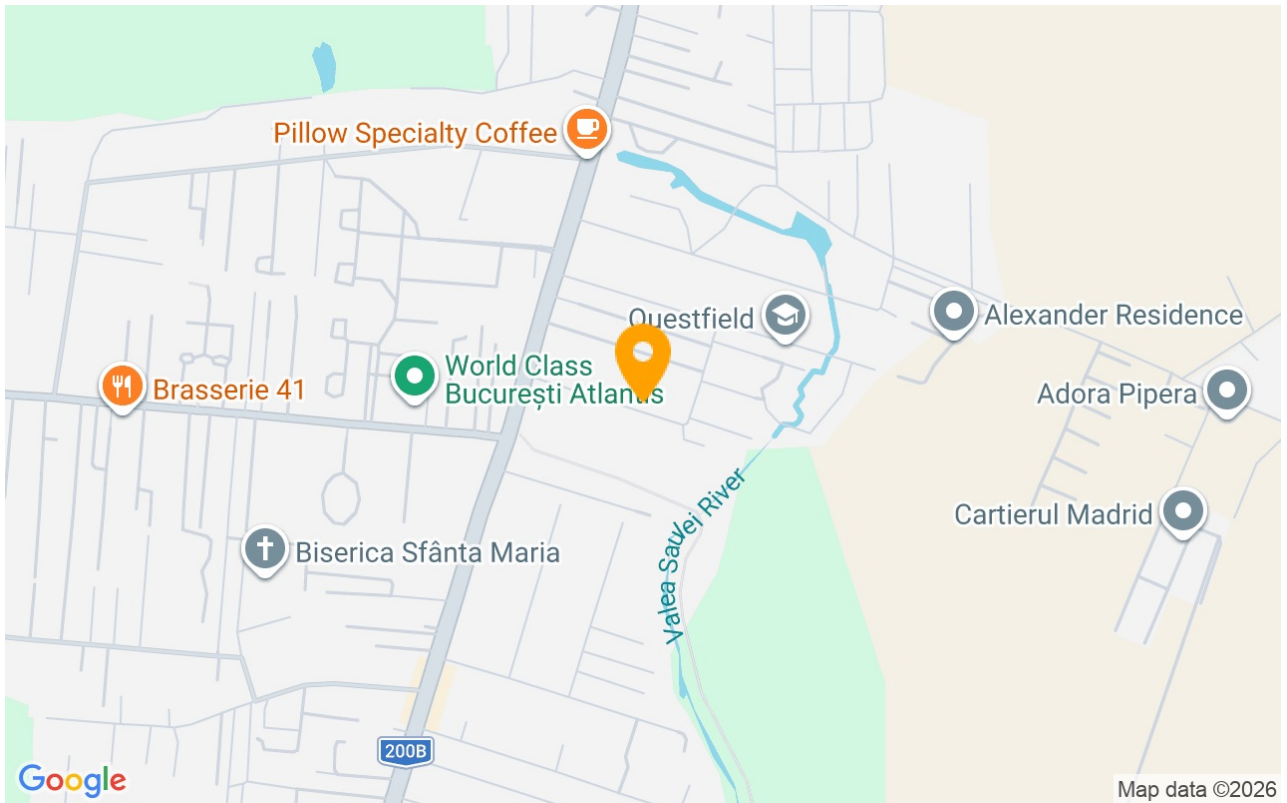 Pillow Specialty Coffee
Questfield
Alexander Residence
World Class
București Atlantis
Brasserie 41
Adora Pipera
Cartierul Madrid
Valea Saulei River
Biserica Sfânta Maria
200B
Google
Map data ©2026